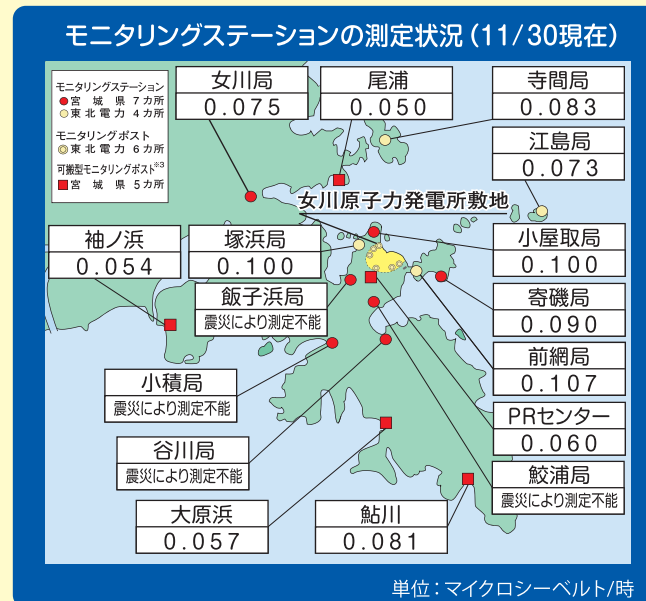 モニタリングステーションの測定状況(11/30現在)
モニタリングステーション
宮城県7カ所
東北電力4カ所
モニタリングポスト
東北電力6カ所
可搬型モニタリングポスト※3
宮城県5カ所
女川局
0.075
尾浦
0.050
寺間局
0.083
江島局
0.073
女川原子力発電所敷地
袖ノ浜
0.054
塚浜局
0.100
小屋取局
0.100
飯子浜局
震災により測定不能
寄磯局
0.090
前網局
0.107
小積局
震災により測定不能
PRセンター
0.060
谷川局
震災により測定不能
鮫浦局
震災により測定不能
大原浜
0.057
鮎川
0.081
単位:マイクロシーベルト/時